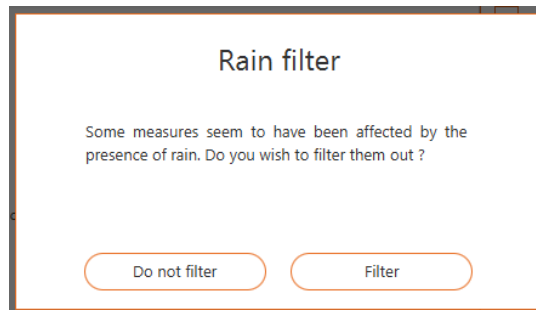 Rain filter
Some measures seem to have been affected by the
presence of rain. Do you wish to filter them out ?
Do not filter
Filter